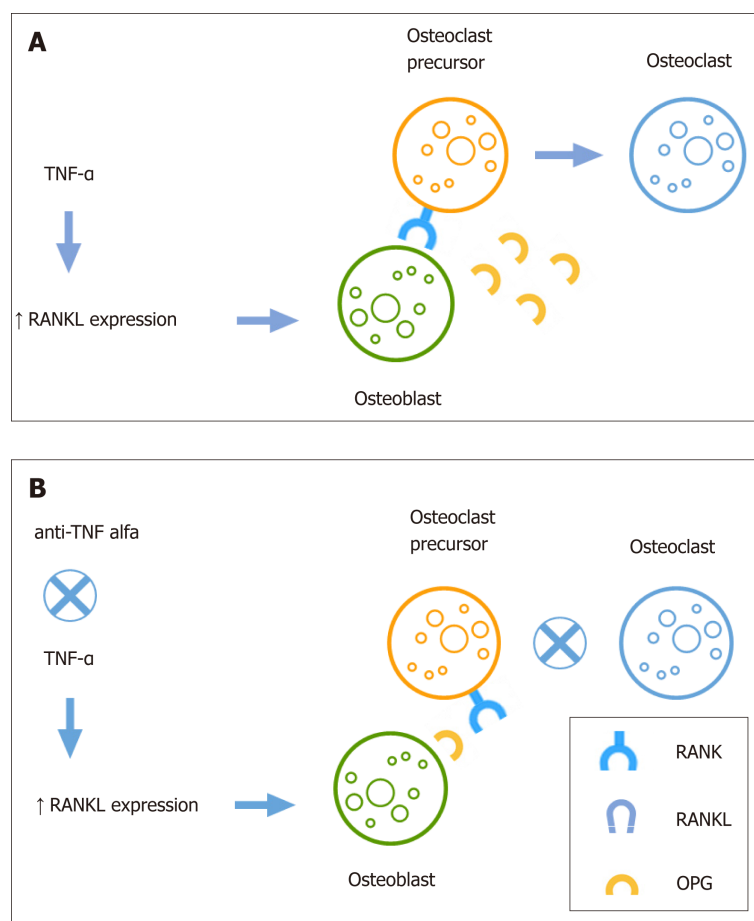 A
Osteoclast
precursor
Osteoclast
TNF-α
↑ RANKL expression
Osteoblast
B
anti-TNF alfa
Osteoclast
precursor
Osteoclast
TNF-α
↑ RANKL expression
Osteoblast
RANK
RANKL
OPG